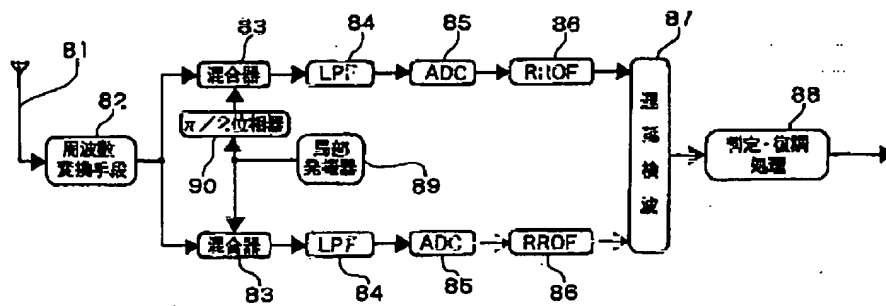 81
82
周波数
変換手段
83
混合器
84
LPF
85
ADC
86
RROF
87
検波
88
判定・復調
処理
π/2位相器
90
局部
発振器
89
混合器
83
LPF
84
ADC
85
RROF
86